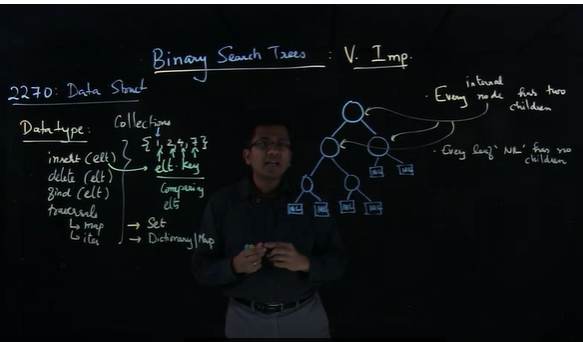 Binary Search Trees : V. Imp.
2270: Data Struct
Datatype:
Collections
{ 1, 2, 4, 7 }
insert (elt)
delete (elt)
find (elt)
traversals
↳ map
↳ iter
elt. Key
Comparing
elts
→ Set
→ Dictionary/Map
· Every internal node has two
children
· Every leaf 'NIL' has no
children
NIL NIL
NIL NIL NIL NIL